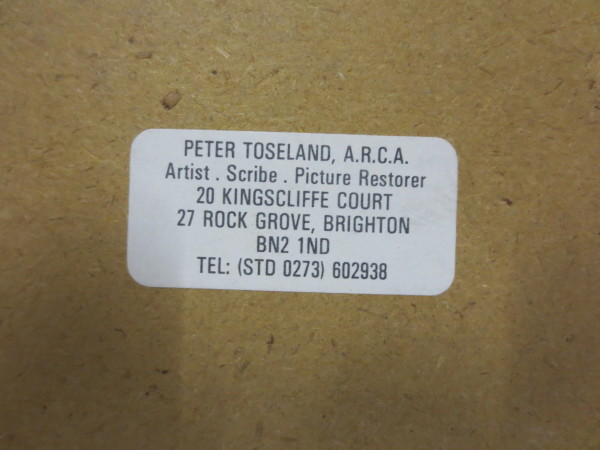 PETER TOSELAND, A.R.C.A.
Artist . Scribe . Picture Restorer
20 KINGSCLIFFE COURT
27 ROCK GROVE, BRIGHTON
BN2 1ND
TEL: (STD 0273) 602938